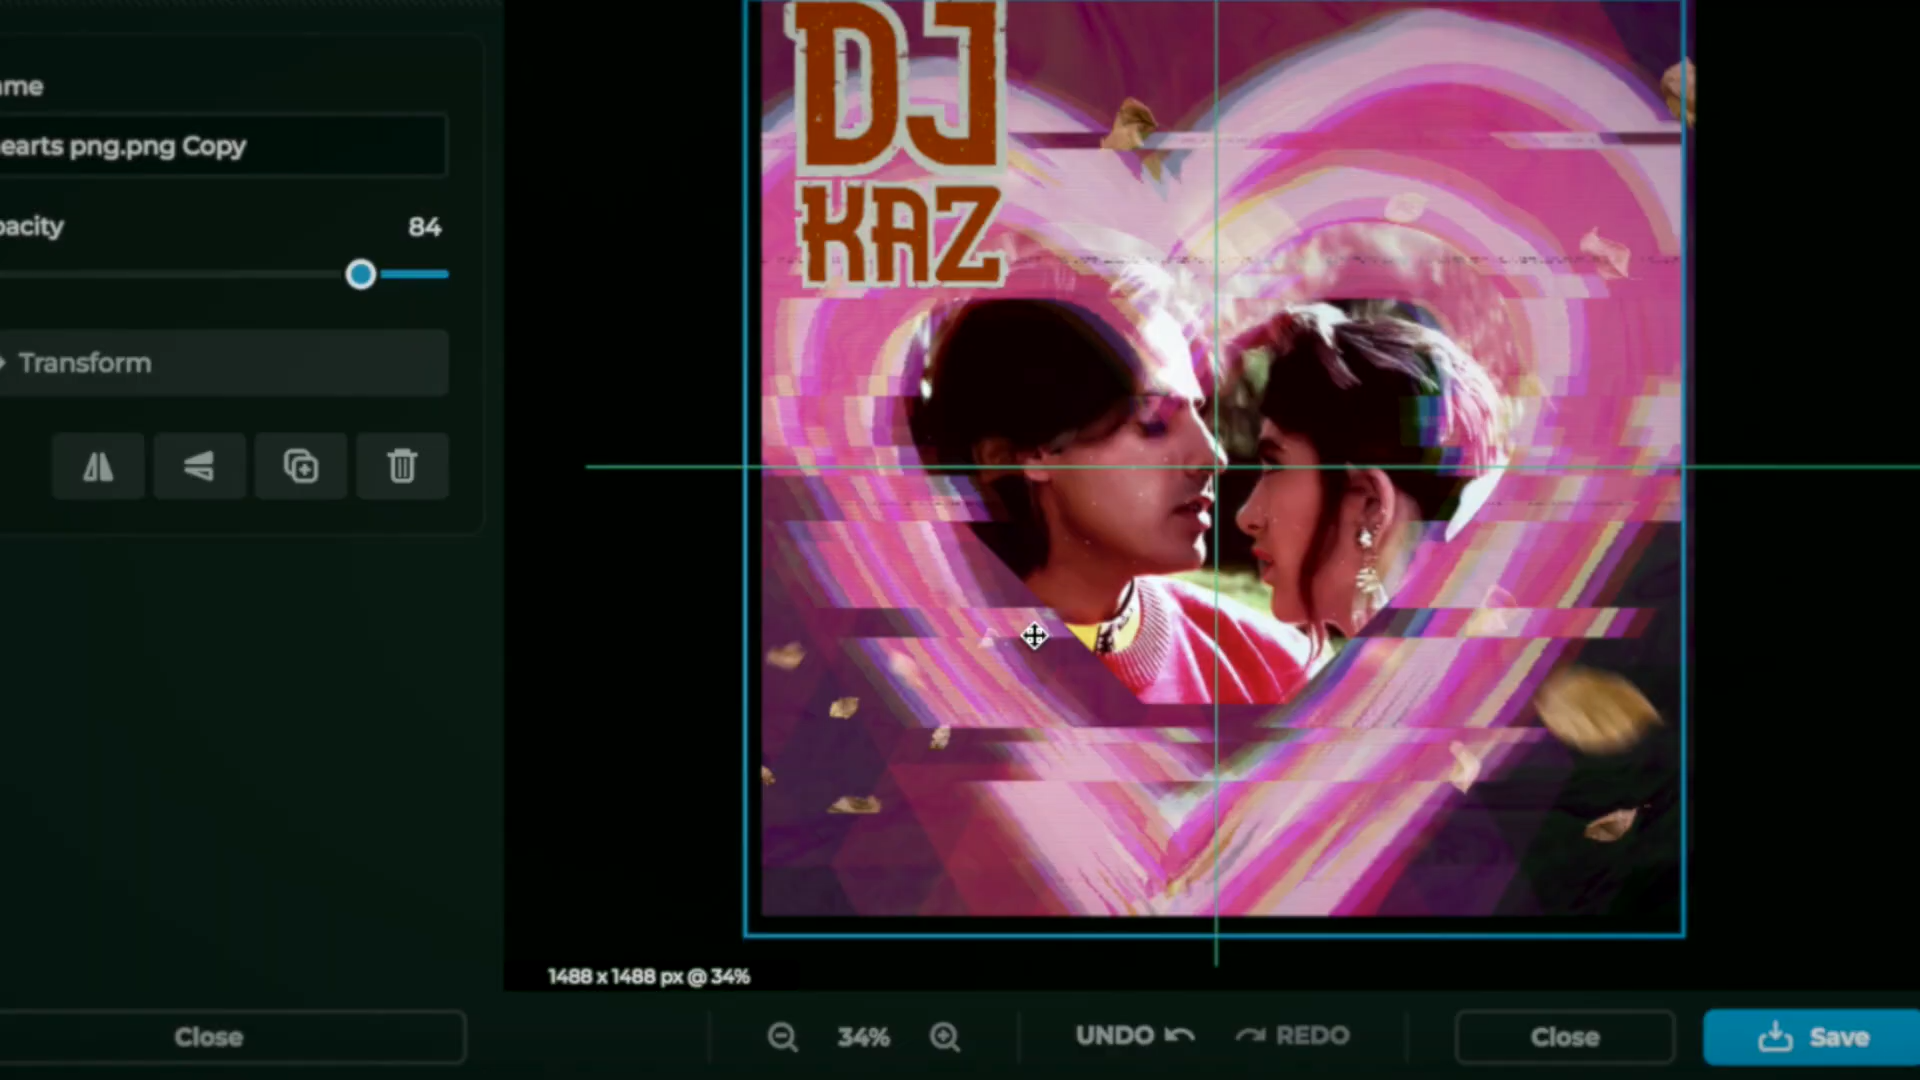 DJ
KAZ
ame
earts png.png Copy
pacity
84
Transform
1488 x 1488 px @ 34%
Close
34%
UNDO
REDO
Close
Save